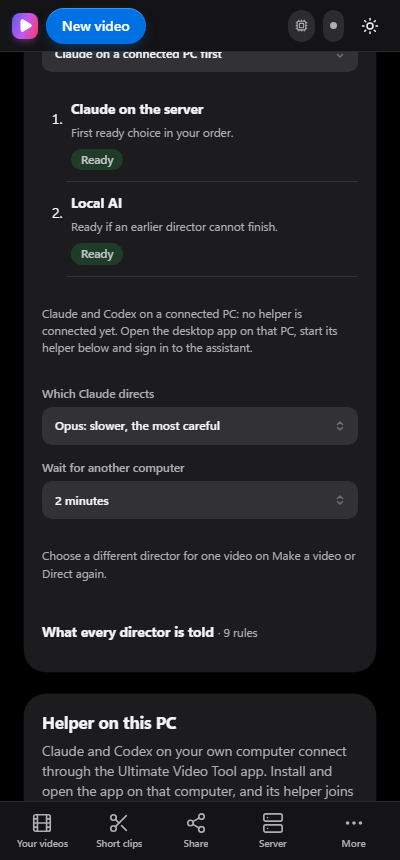 New video
Claude on a connected PC first
1. Claude on the server
First ready choice in your order.
Ready
2. Local AI
Ready if an earlier director cannot finish.
Ready
Claude and Codex on a connected PC: no helper is
connected yet. Open the desktop app on that PC, start its
helper below and sign in to the assistant.
Which Claude directs
Opus: slower, the most careful
Wait for another computer
2 minutes
Choose a different director for one video on Make a video or
Direct again.
What every director is told · 9 rules
Helper on this PC
Claude and Codex on your own computer connect
through the Ultimate Video Tool app. Install and
open the app on that computer, and its helper joins
Your videos
Short clips
Share
Server
More